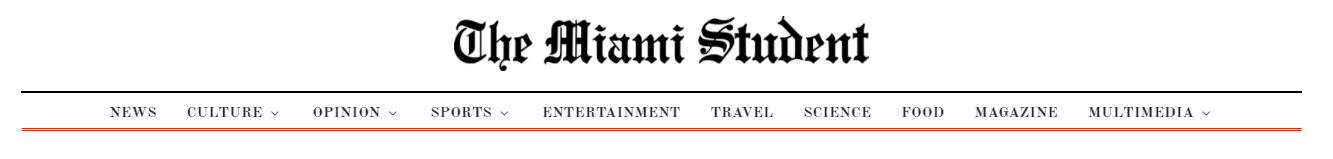 The Miami Student
NEWS CULTURE OPINION SPORTS ENTERTAINMENT TRAVEL SCIENCE FOOD MAGAZINE MULTIMEDIA